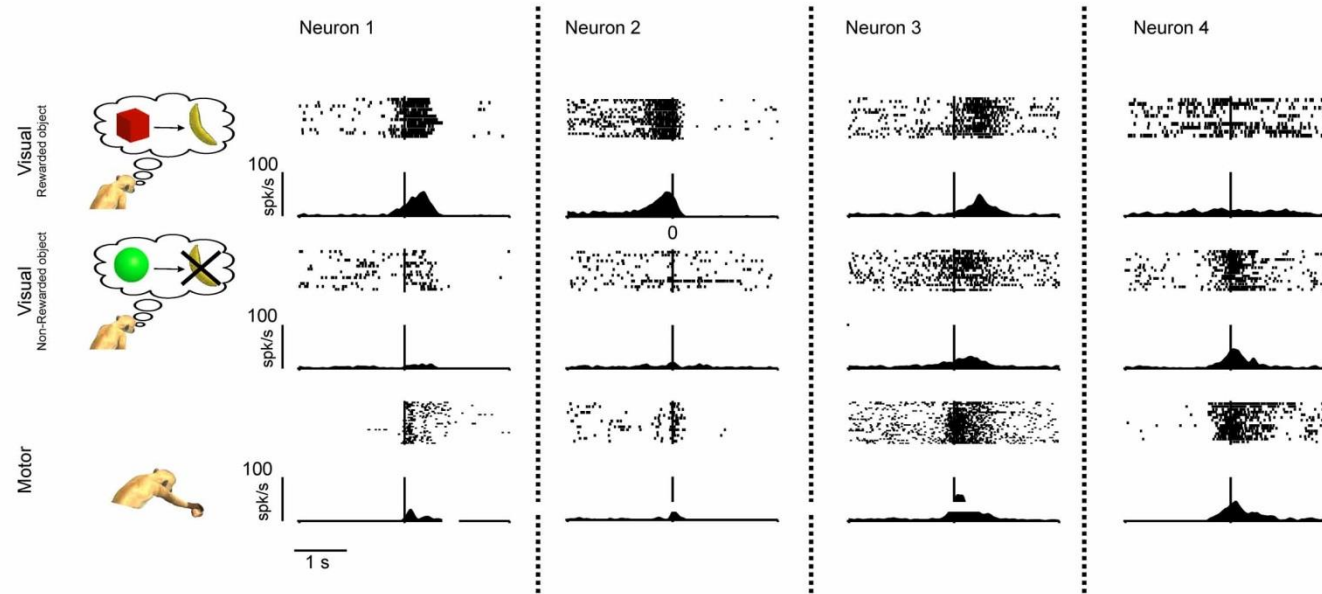 Neuron 1
Neuron 2
Neuron 3
Neuron 4
Visual
Rewarded object
100
spk/s
0
Visual
Non-Rewarded object
100
spk/s
Motor
100
spk/s
1 s